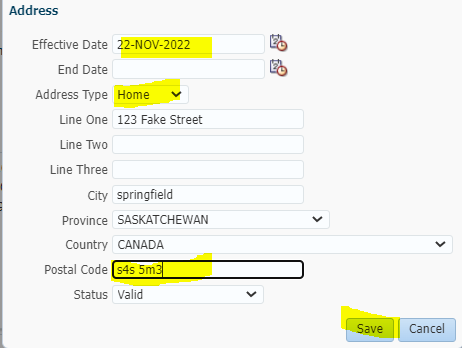 Address
Effective Date 22-NOV-2022
End Date
Address Type Home
Line One 123 Fake Street
Line Two
Line Three
City springfield
Province SASKATCHEWAN
Country CANADA
Postal Code s4s 5m3
Status Valid
Save Cancel